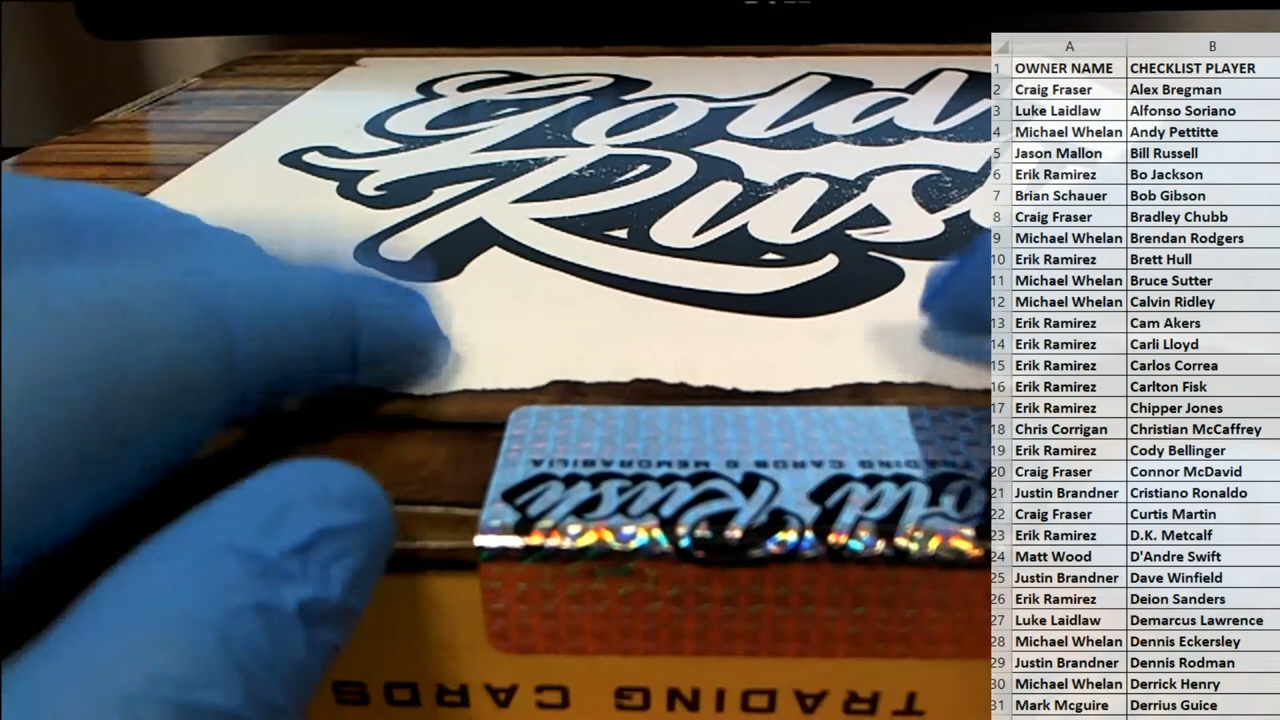 Gold
Rush
TRADING CARDS & MEMORABILIA
Gold Rush
TRADING CARDS
A B
1 OWNER NAME CHECKLIST PLAYER
2 Craig Fraser Alex Bregman
3 Luke Laidlaw Alfonso Soriano
4 Michael Whelan Andy Pettitte
5 Jason Mallon Bill Russell
6 Erik Ramirez Bo Jackson
7 Brian Schauer Bob Gibson
8 Craig Fraser Bradley Chubb
9 Michael Whelan Brendan Rodgers
10 Erik Ramirez Brett Hull
11 Michael Whelan Bruce Sutter
12 Michael Whelan Calvin Ridley
13 Erik Ramirez Cam Akers
14 Erik Ramirez Carli Lloyd
15 Erik Ramirez Carlos Correa
16 Erik Ramirez Carlton Fisk
17 Erik Ramirez Chipper Jones
18 Chris Corrigan Christian McCaffrey
19 Erik Ramirez Cody Bellinger
20 Craig Fraser Connor McDavid
21 Justin Brandner Cristiano Ronaldo
22 Craig Fraser Curtis Martin
23 Erik Ramirez D.K. Metcalf
24 Matt Wood D'Andre Swift
25 Justin Brandner Dave Winfield
26 Erik Ramirez Deion Sanders
27 Luke Laidlaw Demarcus Lawrence
28 Michael Whelan Dennis Eckersley
29 Justin Brandner Dennis Rodman
30 Michael Whelan Derrick Henry
31 Mark Mcguire Derrius Guice